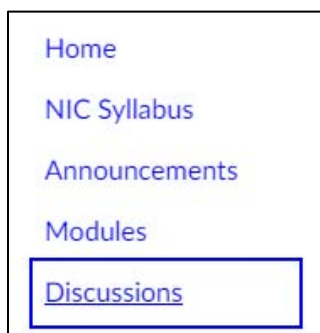 Home
NIC Syllabus
Announcements
Modules
Discussions